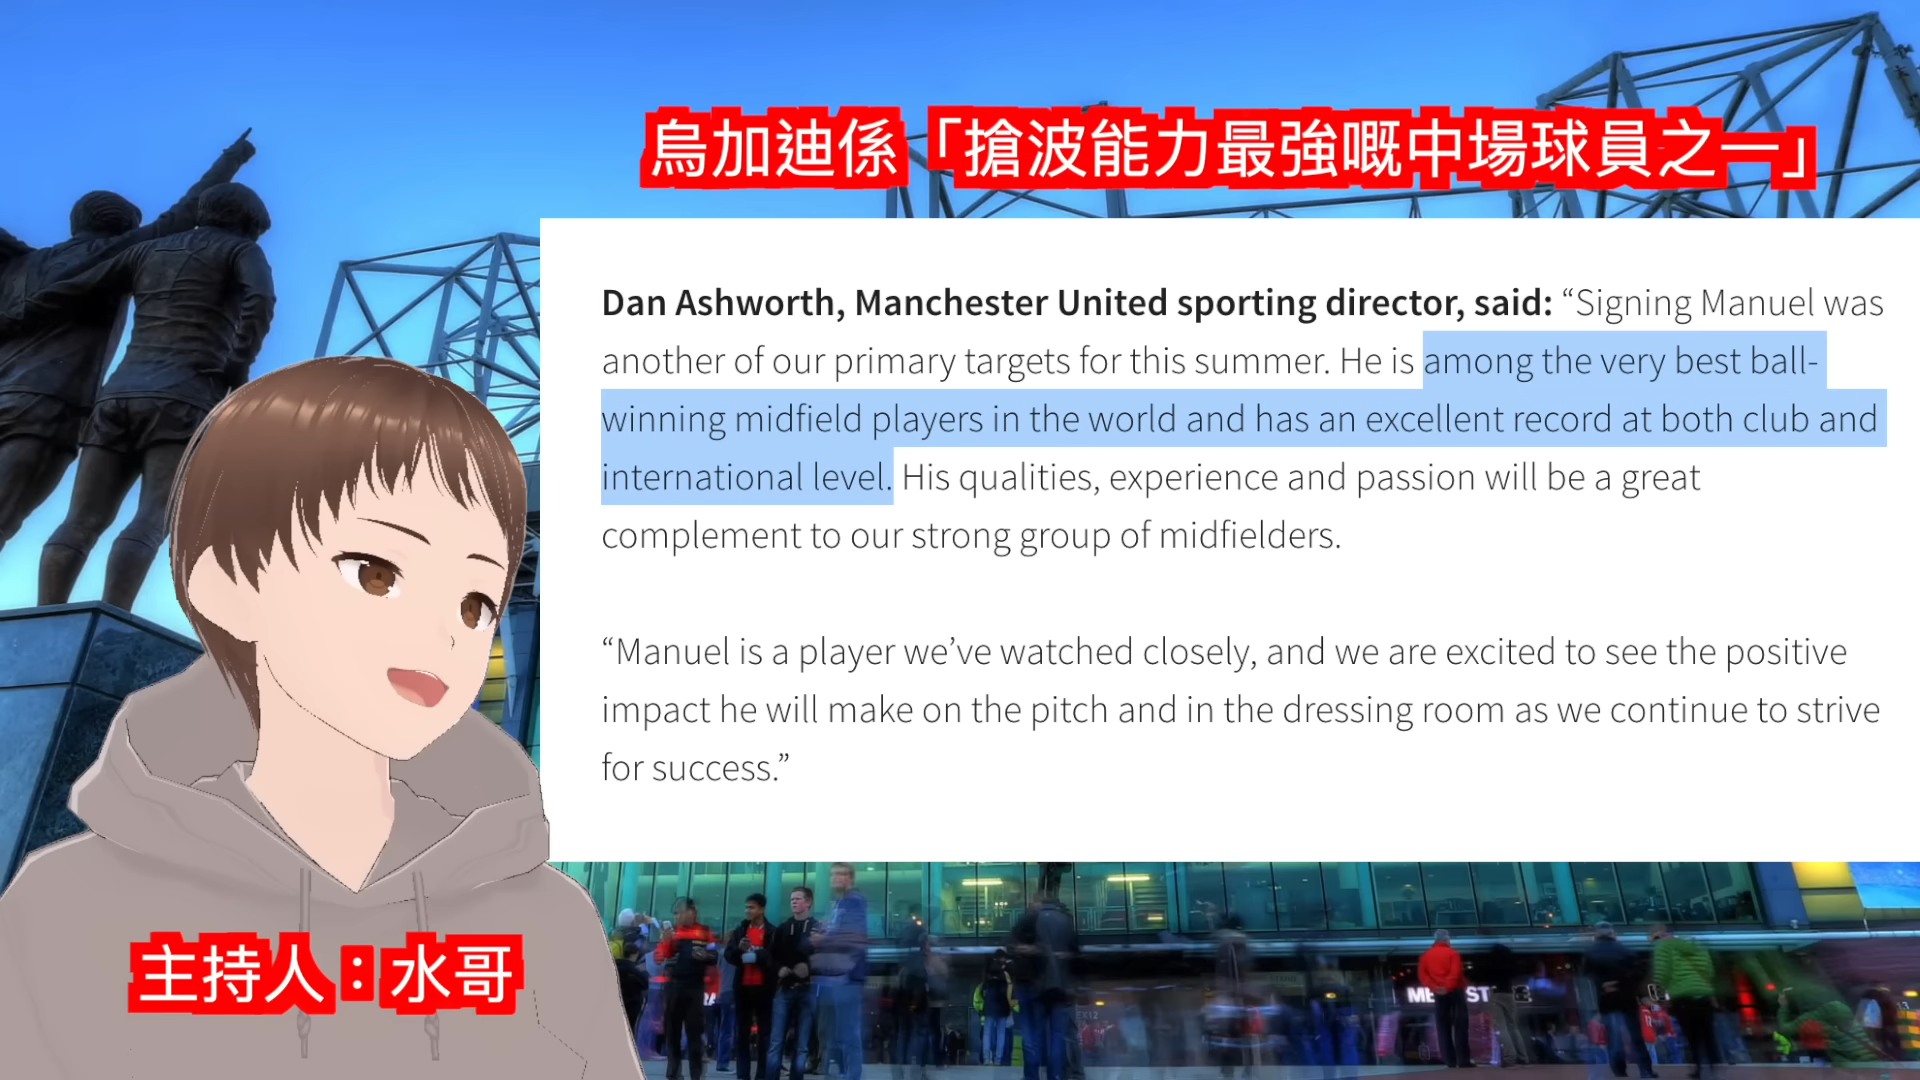 烏加迪係「搶波能力最強嘅中場球員之一」
Dan Ashworth, Manchester United sporting director, said: “Signing Manuel was
another of our primary targets for this summer. He is among the very best ball-
winning midfield players in the world and has an excellent record at both club and
international level. His qualities, experience and passion will be a great
complement to our strong group of midfielders.
“Manuel is a player we’ve watched closely, and we are excited to see the positive
impact he will make on the pitch and in the dressing room as we continue to strive
for success.”
主持人：水哥